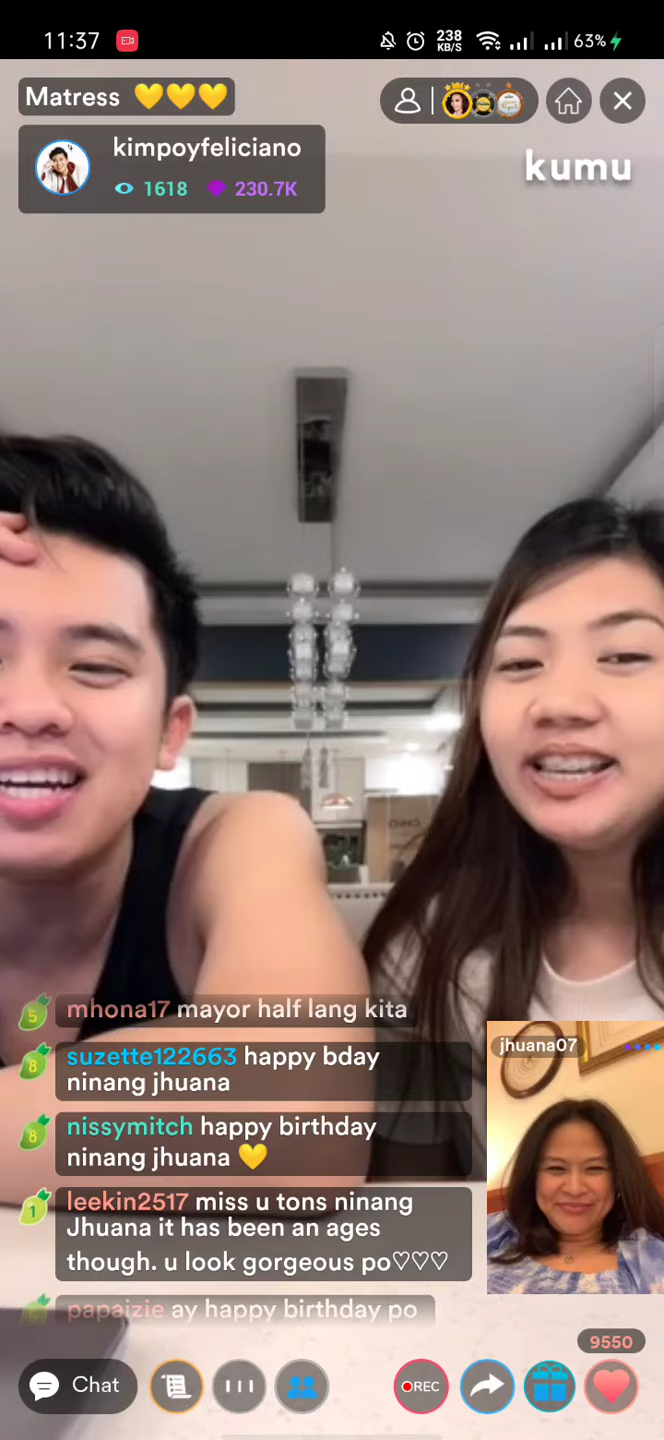 11:37
238
KB/S
63%
Matress 💛💛💛
kimpoyfeliciano
1618 230.7K
kumu
mhona17 mayor half lang kita
5
suzette122663 happy bday
8
ninang jhuana
nissymitch happy birthday
8
ninang jhuana 💛
leekin2517 miss u tons ninang
1
Jhuana it has been an ages
though. u look gorgeous po♡♡♡
papaizie ay happy birthday po
5
jhuana07
9550
Chat
REC